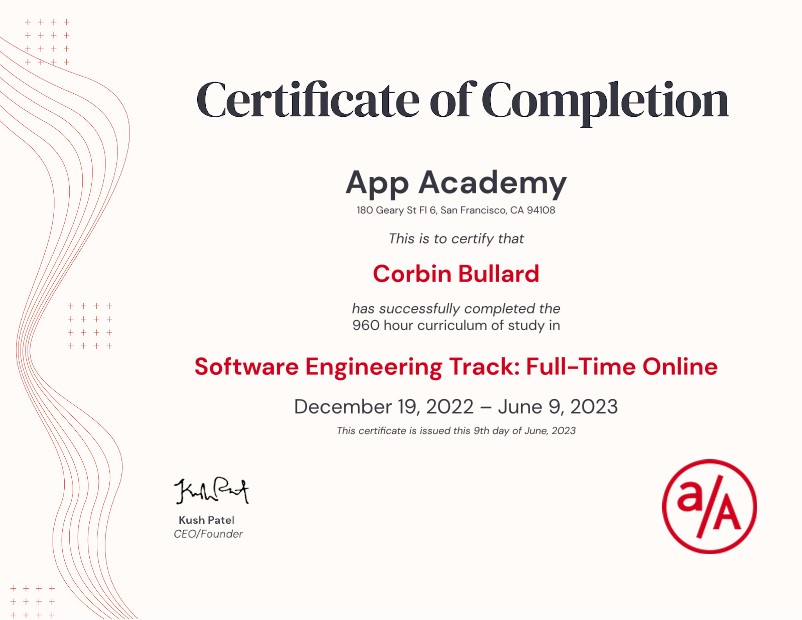 Certificate of Completion
App Academy
180 Geary St Fl 6, San Francisco, CA 94108
This is to certify that
Corbin Bullard
has successfully completed the
960 hour curriculum of study in
Software Engineering Track: Full-Time Online
December 19, 2022 – June 9, 2023
This certificate is issued this 9th day of June, 2023
Kush Patel
CEO/Founder
a/A